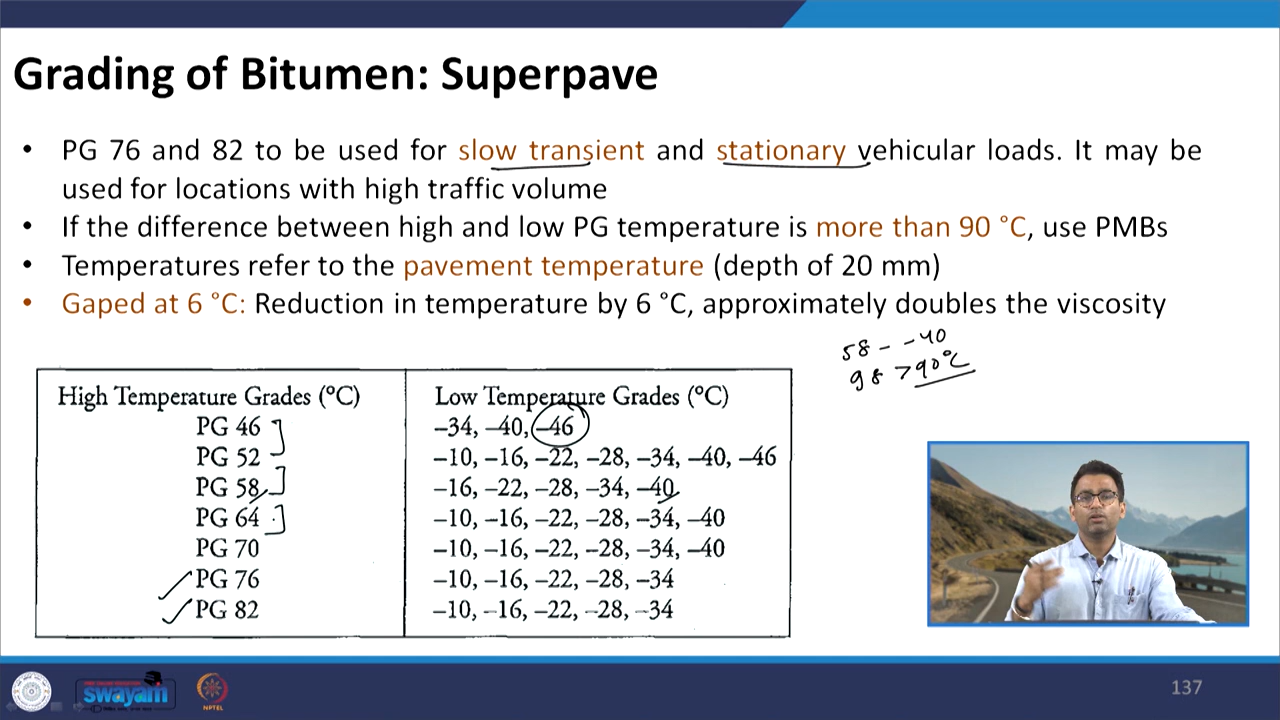 Grading of Bitumen: Superpave
• PG 76 and 82 to be used for slow transient and stationary vehicular loads. It may be
used for locations with high traffic volume
• If the difference between high and low PG temperature is more than 90 °C, use PMBs
• Temperatures refer to the pavement temperature (depth of 20 mm)
• Gaped at 6 °C: Reduction in temperature by 6 °C, approximately doubles the viscosity
58 - -40
98 > 90°C
High Temperature Grades (°C) Low Temperature Grades (°C)
PG 46 –34, –40, –46
PG 52 –10, –16, –22, –28, –34, –40, –46
PG 58 –16, –22, –28, –34, –40
PG 64 –10, –16, –22, –28, –34, –40
PG 70 –10, –16, –22, –28, –34, –40
PG 76 –10, –16, –22, –28, –34
PG 82 –10, –16, –22, –28, –34
swayam
NPTEL
137